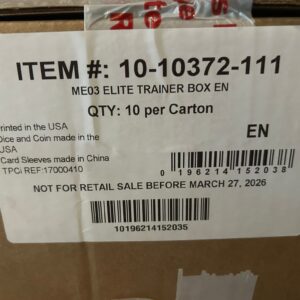 ITEM #: 10-10372-111
ME03 ELITE TRAINER BOX EN
QTY: 10 per Carton
Printed in the USA
Dice and Coin made in the
USA
Card Sleeves made in China
TPCi REF:17000410
EN
0 196214 152038
NOT FOR RETAIL SALE BEFORE MARCH 27, 2026
10196214152035